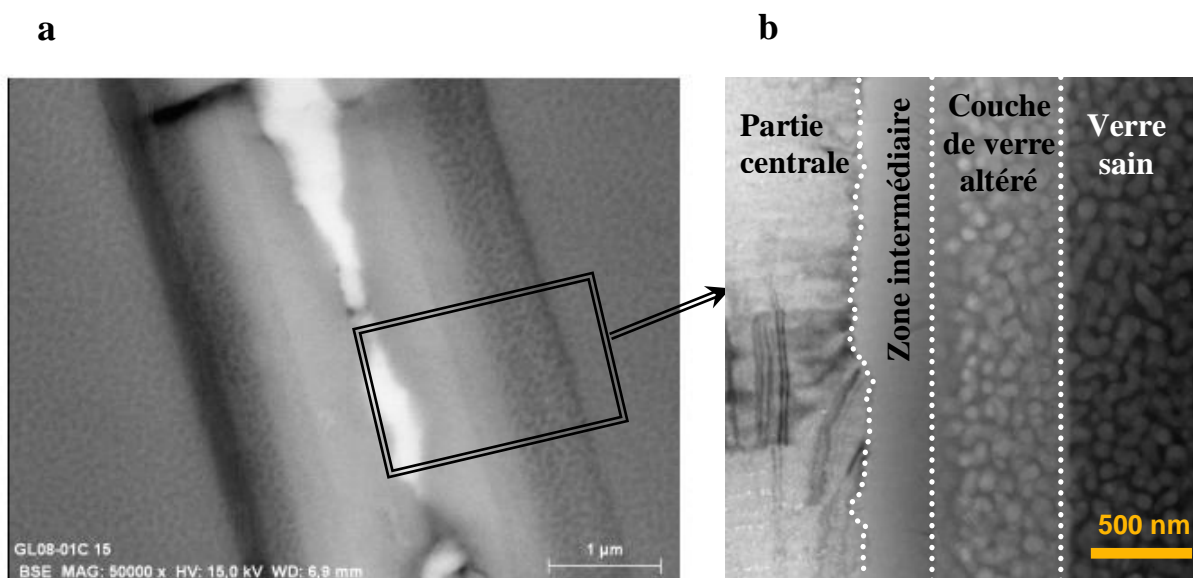 a
b
Partie
centrale
Zone intermédiaire
Couche
de verre
altéré
Verre
sain
500 nm
GL08-01C 15
BSE MAG: 50000 x HV: 15,0 kV WD: 6,9 mm
1 µm